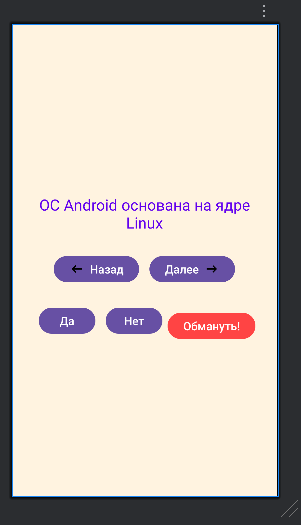 ОС Android основана на ядре
Linux
Назад
Далее
Да
Нет
Обмануть!